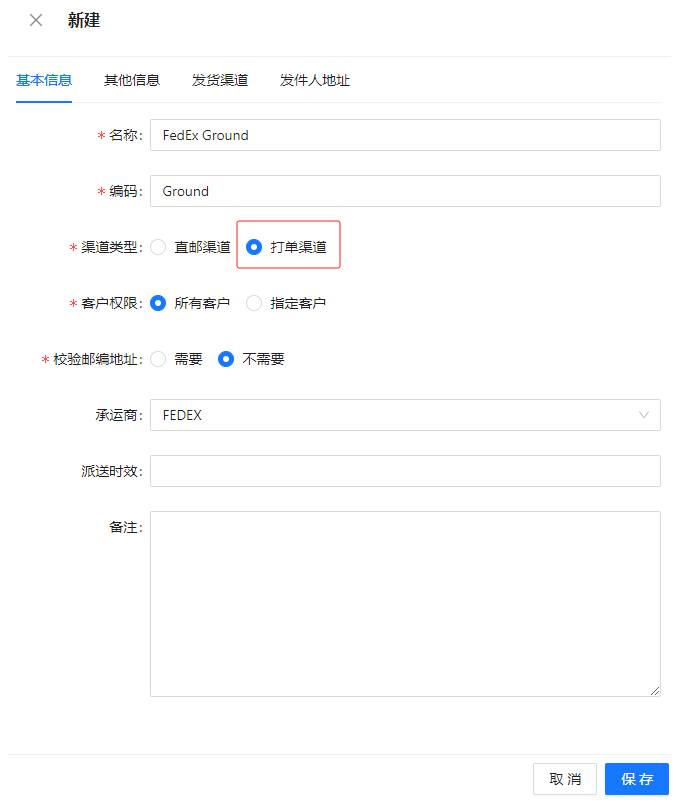 新建
基本信息 其他信息 发货渠道 发件人地址
* 名称: FedEx Ground
* 编码: Ground
* 渠道类型: 直邮渠道 打单渠道
* 客户权限: 所有客户 指定客户
* 校验邮编地址: 需要 不需要
承运商: FEDEX
派送时效:
备注:
取 消 保 存